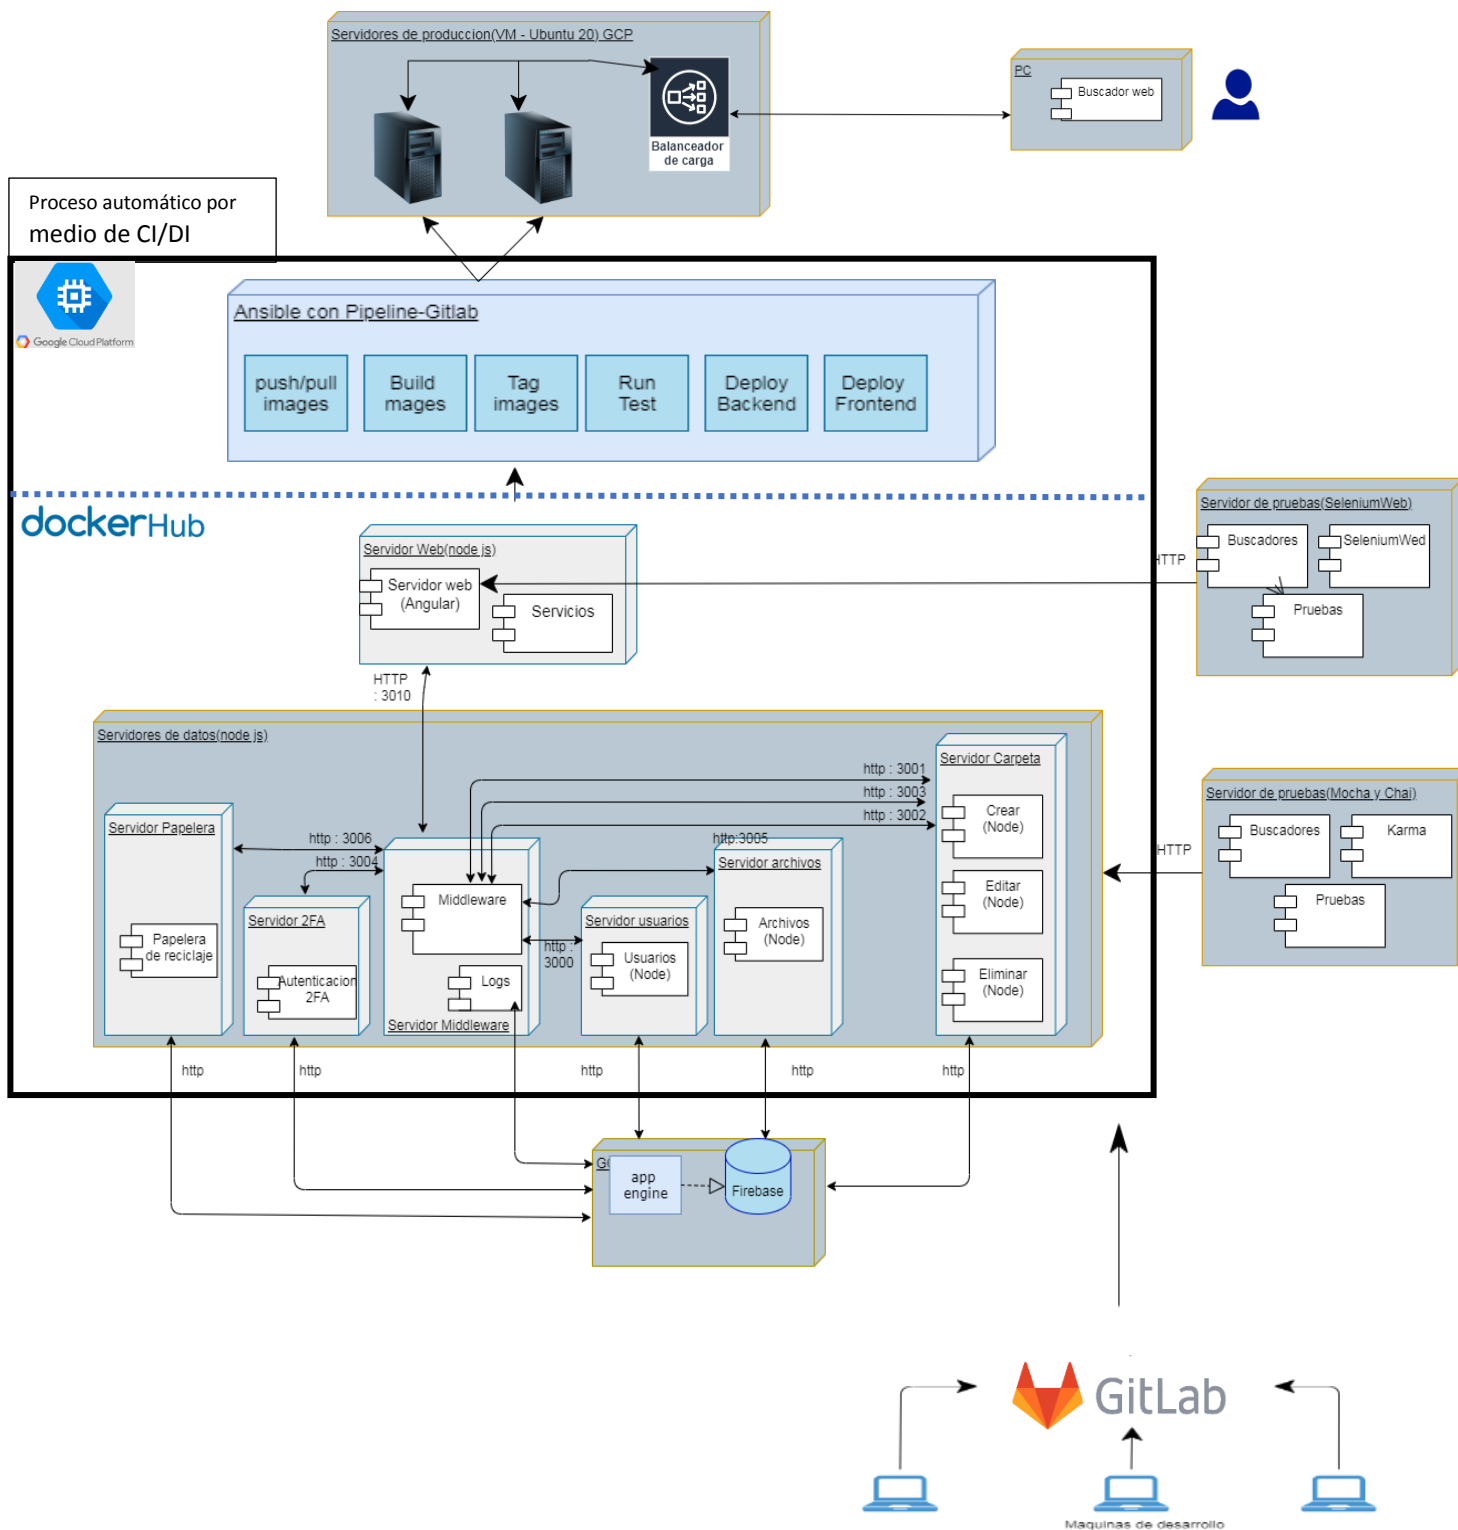 Servidores de produccion(VM - Ubuntu 20) GCP
PC
Buscador web
Balanceador
de carga
Proceso automático por
medio de CI/DI
Google Cloud Platform
Ansible con Pipeline-Gitlab
push/pull
images
Build
mages
Tag
images
Run
Test
Deploy
Backend
Deploy
Frontend
dockerHub
Servidor de pruebas(SeleniumWeb)
Buscadores
SeleniumWed
Pruebas
HTTP
Servidor Web(node js)
Servidor web
(Angular)
Servicios
HTTP
: 3010
Servidores de datos(node js)
Servidor Carpeta
http : 3001
http : 3003
http : 3002
Crear
(Node)
Editar
(Node)
Eliminar
(Node)
Servidor Papelera
http : 3006
http : 3004
http:3005
Servidor archivos
Middleware
Servidor 2FA
Servidor usuarios
Archivos
(Node)
Papelera
de reciclaje
http :
3000
Usuarios
(Node)
Autenticacion
2FA
Logs
Servidor Middleware
Servidor de pruebas(Mocha y Chai)
Buscadores
Karma
Pruebas
HTTP
http
http
http
http
http
app
engine
Firebase
GitLab
Maquinas de desarrollo